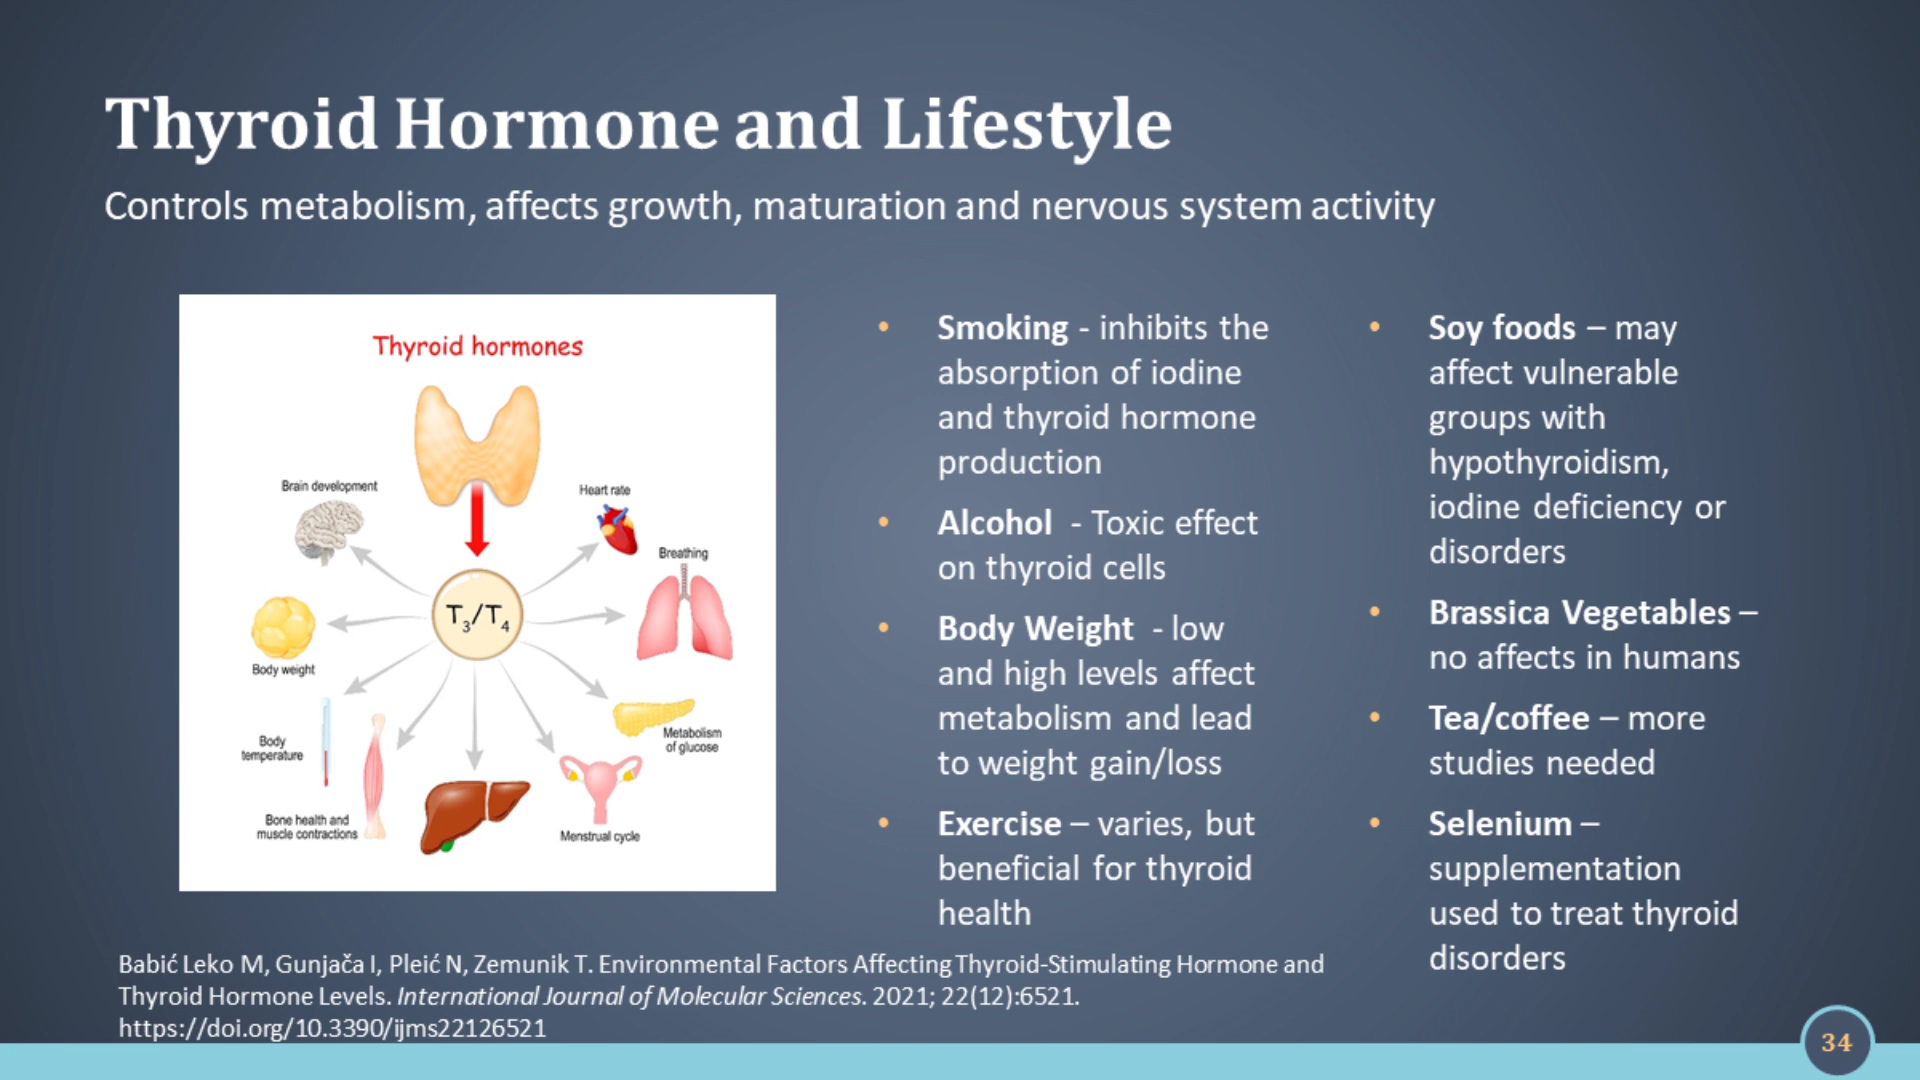 Thyroid Hormone and Lifestyle
Controls metabolism, affects growth, maturation and nervous system activity
Thyroid hormones
Brain development
Heart rate
Breathing
T3/T4
Body weight
Metabolism
of glucose
Body
temperature
Bone health and
muscle contractions
Menstrual cycle
• Smoking - inhibits the
absorption of iodine
and thyroid hormone
production
• Alcohol - Toxic effect
on thyroid cells
• Body Weight - low
and high levels affect
metabolism and lead
to weight gain/loss
• Exercise – varies, but
beneficial for thyroid
health
• Soy foods – may
affect vulnerable
groups with
hypothyroidism,
iodine deficiency or
disorders
• Brassica Vegetables –
no affects in humans
• Tea/coffee – more
studies needed
• Selenium –
supplementation
used to treat thyroid
disorders
Babić Leko M, Gunjača I, Pleić N, Zemunik T. Environmental Factors Affecting Thyroid-Stimulating Hormone and
Thyroid Hormone Levels. International Journal of Molecular Sciences. 2021; 22(12):6521.
https://doi.org/10.3390/ijms22126521
34